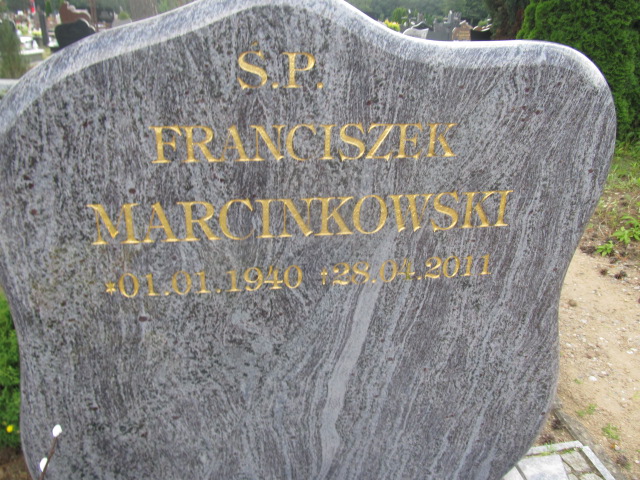 S.P.
FRANCISZEK
MARCINKOWSKI
*01.01.1940 †28.04.2011